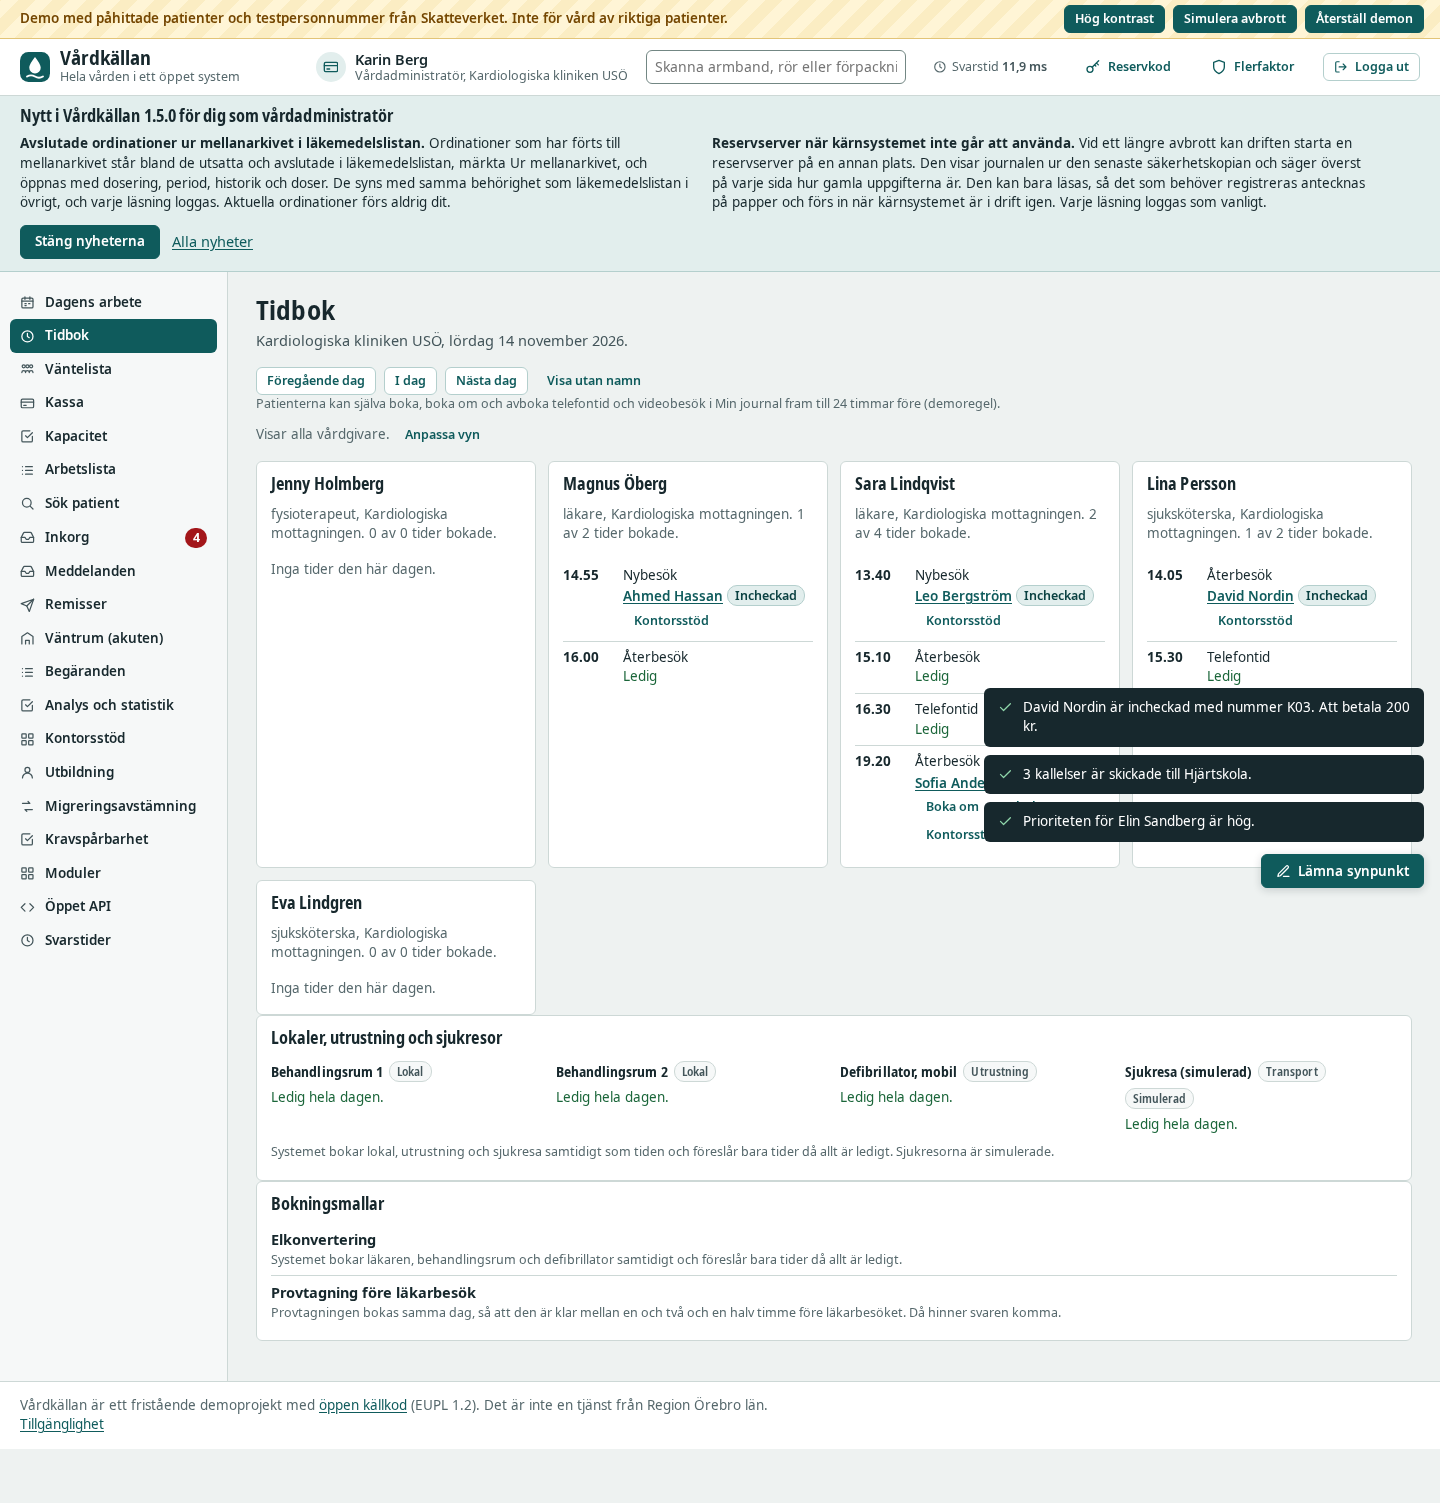 Demo med påhittade patienter och testpersonnummer från Skatteverket. Inte för vård av riktiga patienter.
Hög kontrast
Simulera avbrott
Återställ demon
Vårdkällan
Hela vården i ett öppet system
Karin Berg
Vårdadministratör, Kardiologiska kliniken USÖ
Skanna armband, rör eller förpackni
Svarstid 11,9 ms
Reservkod
Flerfaktor
Logga ut
Nytt i Vårdkällan 1.5.0 för dig som vårdadministratör
Avslutade ordinationer ur mellanarkivet i läkemedelslistan. Ordinationer som har förts till
mellanarkivet står bland de utsatta och avslutade i läkemedelslistan, märkta Ur mellanarkivet, och
öppnas med dosering, period, historik och doser. De syns med samma behörighet som läkemedelslistan i
övrigt, och varje läsning loggas. Aktuella ordinationer förs aldrig dit.
Reservserver när kärnsystemet inte går att använda. Vid ett längre avbrott kan driften starta en
reservserver på en annan plats. Den visar journalen ur den senaste säkerhetskopian och säger överst
på varje sida hur gamla uppgifterna är. Den kan bara läsas, så det som behöver registreras antecknas
på papper och förs in när kärnsystemet är i drift igen. Varje läsning loggas som vanligt.
Stäng nyheterna
Alla nyheter
Dagens arbete
Tidbok
Väntelista
Kassa
Kapacitet
Arbetslista
Sök patient
Inkorg
4
Meddelanden
Remisser
Väntrum (akuten)
Begäranden
Analys och statistik
Kontorsstöd
Utbildning
Migreringsavstämning
Kravspårbarhet
Moduler
Öppet API
Svarstider
Tidbok
Kardiologiska kliniken USÖ, lördag 14 november 2026.
Föregående dag
I dag
Nästa dag
Visa utan namn
Patienterna kan själva boka, boka om och avboka telefontid och videobesök i Min journal fram till 24 timmar före (demoregel).
Visar alla vårdgivare.
Anpassa vyn
Jenny Holmberg
fysioterapeut, Kardiologiska
mottagningen. 0 av 0 tider bokade.
Inga tider den här dagen.
Magnus Öberg
läkare, Kardiologiska mottagningen. 1
av 2 tider bokade.
14.55
Nybesök
Ahmed Hassan
Incheckad
Kontorsstöd
16.00
Återbesök
Ledig
Sara Lindqvist
läkare, Kardiologiska mottagningen. 2
av 4 tider bokade.
13.40
Nybesök
Leo Bergström
Incheckad
Kontorsstöd
15.10
Återbesök
Ledig
16.30
Telefontid
Ledig
19.20
Återbesök
Sofia Ande
Boka om
Kontorsst
Lina Persson
sjuksköterska, Kardiologiska
mottagningen. 1 av 2 tider bokade.
14.05
Återbesök
David Nordin
Incheckad
Kontorsstöd
15.30
Telefontid
Ledig
David Nordin är incheckad med nummer K03. Att betala 200
kr.
3 kallelser är skickade till Hjärtskola.
Prioriteten för Elin Sandberg är hög.
Lämna synpunkt
Eva Lindgren
sjuksköterska, Kardiologiska
mottagningen. 0 av 0 tider bokade.
Inga tider den här dagen.
Lokaler, utrustning och sjukresor
Behandlingsrum 1
Lokal
Ledig hela dagen.
Behandlingsrum 2
Lokal
Ledig hela dagen.
Defibrillator, mobil
Utrustning
Ledig hela dagen.
Sjukresa (simulerad)
Transport
Simulerad
Ledig hela dagen.
Systemet bokar lokal, utrustning och sjukresa samtidigt som tiden och föreslår bara tider då allt är ledigt. Sjukresorna är simulerade.
Bokningsmallar
Elkonvertering
Systemet bokar läkaren, behandlingsrum och defibrillator samtidigt och föreslår bara tider då allt är ledigt.
Provtagning före läkarbesök
Provtagningen bokas samma dag, så att den är klar mellan en och två och en halv timme före läkarbesöket. Då hinner svaren komma.
Vårdkällan är ett fristående demoprojekt med öppen källkod (EUPL 1.2). Det är inte en tjänst från Region Örebro län.
Tillgänglighet